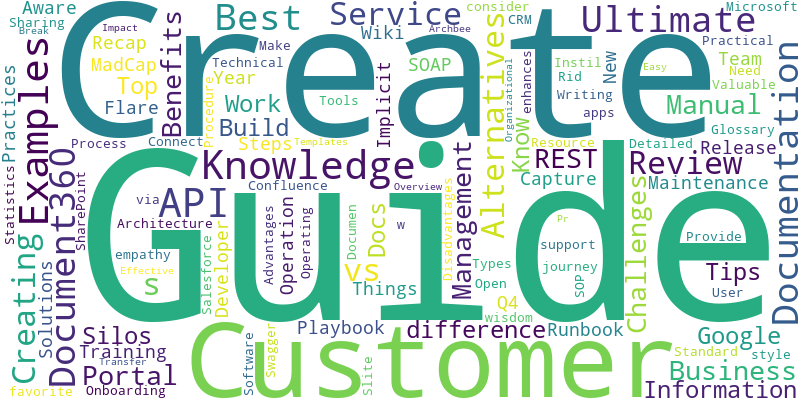 Aware
Sharing
Break
Impact
Best
Service
consider
CRM
Microsoft
Archbee
Create
Recap
MadCap
Top
Flare
Benefits
Technical
Make
Year
Wiki
SOAP
Ultimate
Practical
Instil
Rid
Easy
New
Team
Need
Valuable
Writing
apps
enhances
Organizational
Examples
Practices
Procedure
Work
Tools
Build
Implicit
Alternatives
Know
Resource
Manual
Glossary
Documentation
Process
Connect
Steps
Templates
Detailed
Release
Knowledge
REST
Review
Statistics
Document360
SharePoint
Confluence
Overview
Management
Capture
Maintenance
via
API
Guide
Architecture
empathy
Effective
s
Creating
Solutions
Salesforce
Developer
Advantages
Operation
Operating
vs
Documen
Docs
w
Disadvantages
Pr
support
journey
Types
Open
SOP
Challenges
Provide
Tips
User
Things
Q4
wisdom
Silos
Training
Transfer
Portal
Onboarding
favorite
Customer
Software
Swagger
Playbook
difference
Runbook
Slite
Google
Standard
style
Business
Information